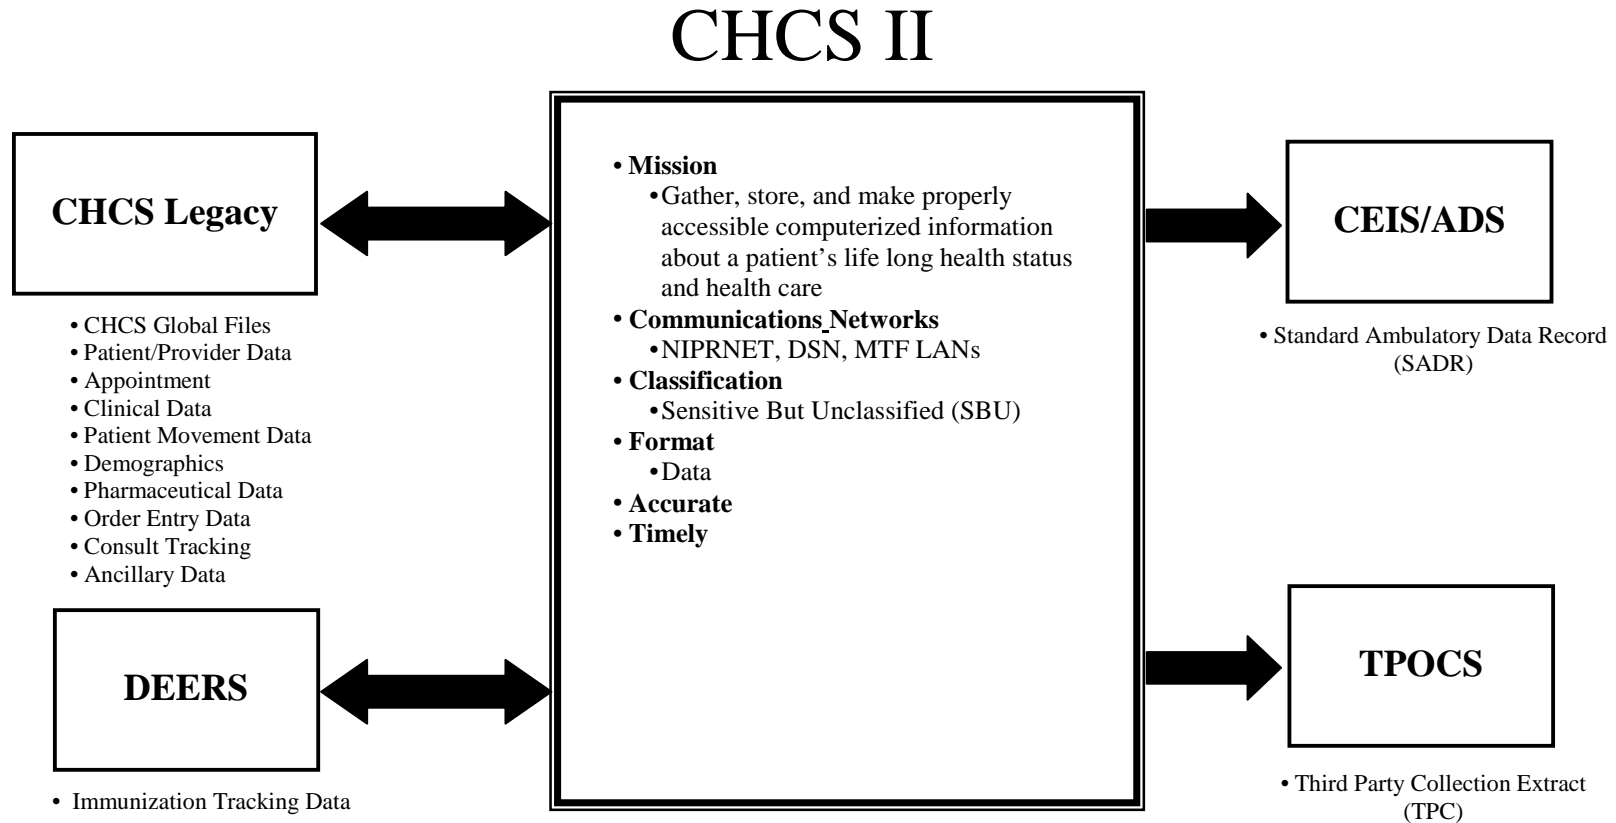 CHCS II
CHCS Legacy
• CHCS Global Files
• Patient/Provider Data
• Appointment
• Clinical Data
• Patient Movement Data
• Demographics
• Pharmaceutical Data
• Order Entry Data
• Consult Tracking
• Ancillary Data
DEERS
• Immunization Tracking Data
• Mission
•Gather, store, and make properly
accessible computerized information
about a patient’s life long health status
and health care
• Communications Networks
•NIPRNET, DSN, MTF LANs
• Classification
•Sensitive But Unclassified (SBU)
• Format
•Data
• Accurate
• Timely
CEIS/ADS
• Standard Ambulatory Data Record
(SADR)
TPOCS
• Third Party Collection Extract
(TPC)